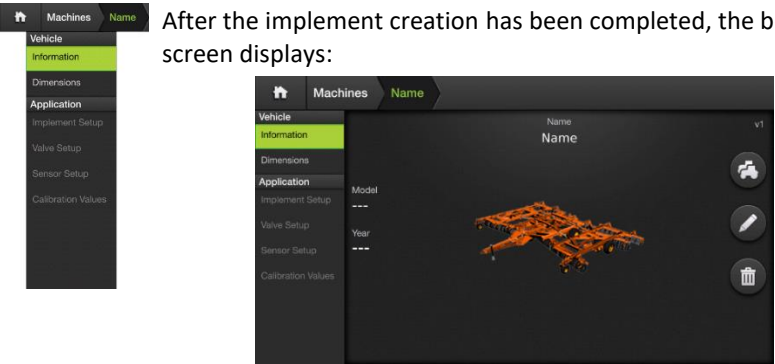 Machines Name
Vehicle
Information
Dimensions
Application
Implement Setup
Valve Setup
Sensor Setup
Calibration Values
After the implement creation has been completed, the b
screen displays:
Machines Name
Vehicle
Information
Dimensions
Application
Implement Setup
Valve Setup
Sensor Setup
Calibration Values
Name
Name
v1
Model
---
Year
---